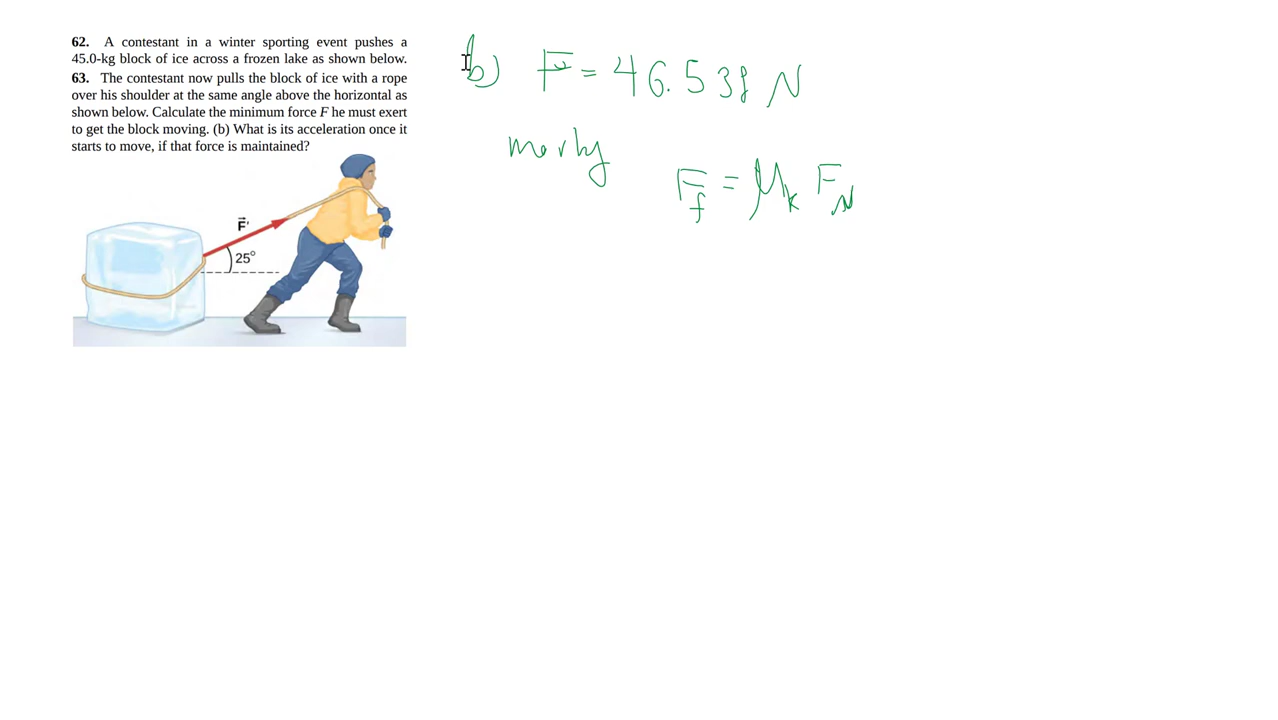 62. A contestant in a winter sporting event pushes a
45.0-kg block of ice across a frozen lake as shown below.
63. The contestant now pulls the block of ice with a rope
over his shoulder at the same angle above the horizontal as
shown below. Calculate the minimum force F he must exert
to get the block moving. (b) What is its acceleration once it
starts to move, if that force is maintained?
F⃗'
25°
b) F = 46.538 N
F_f = μ_k F_N